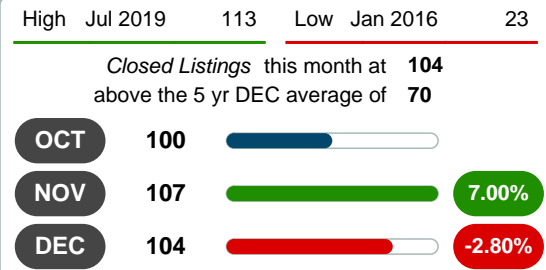 High Jul 2019 113 Low Jan 2016 23
Closed Listings this month at 104
above the 5 yr DEC average of 70
OCT 100
NOV 107 7.00%
DEC 104 -2.80%